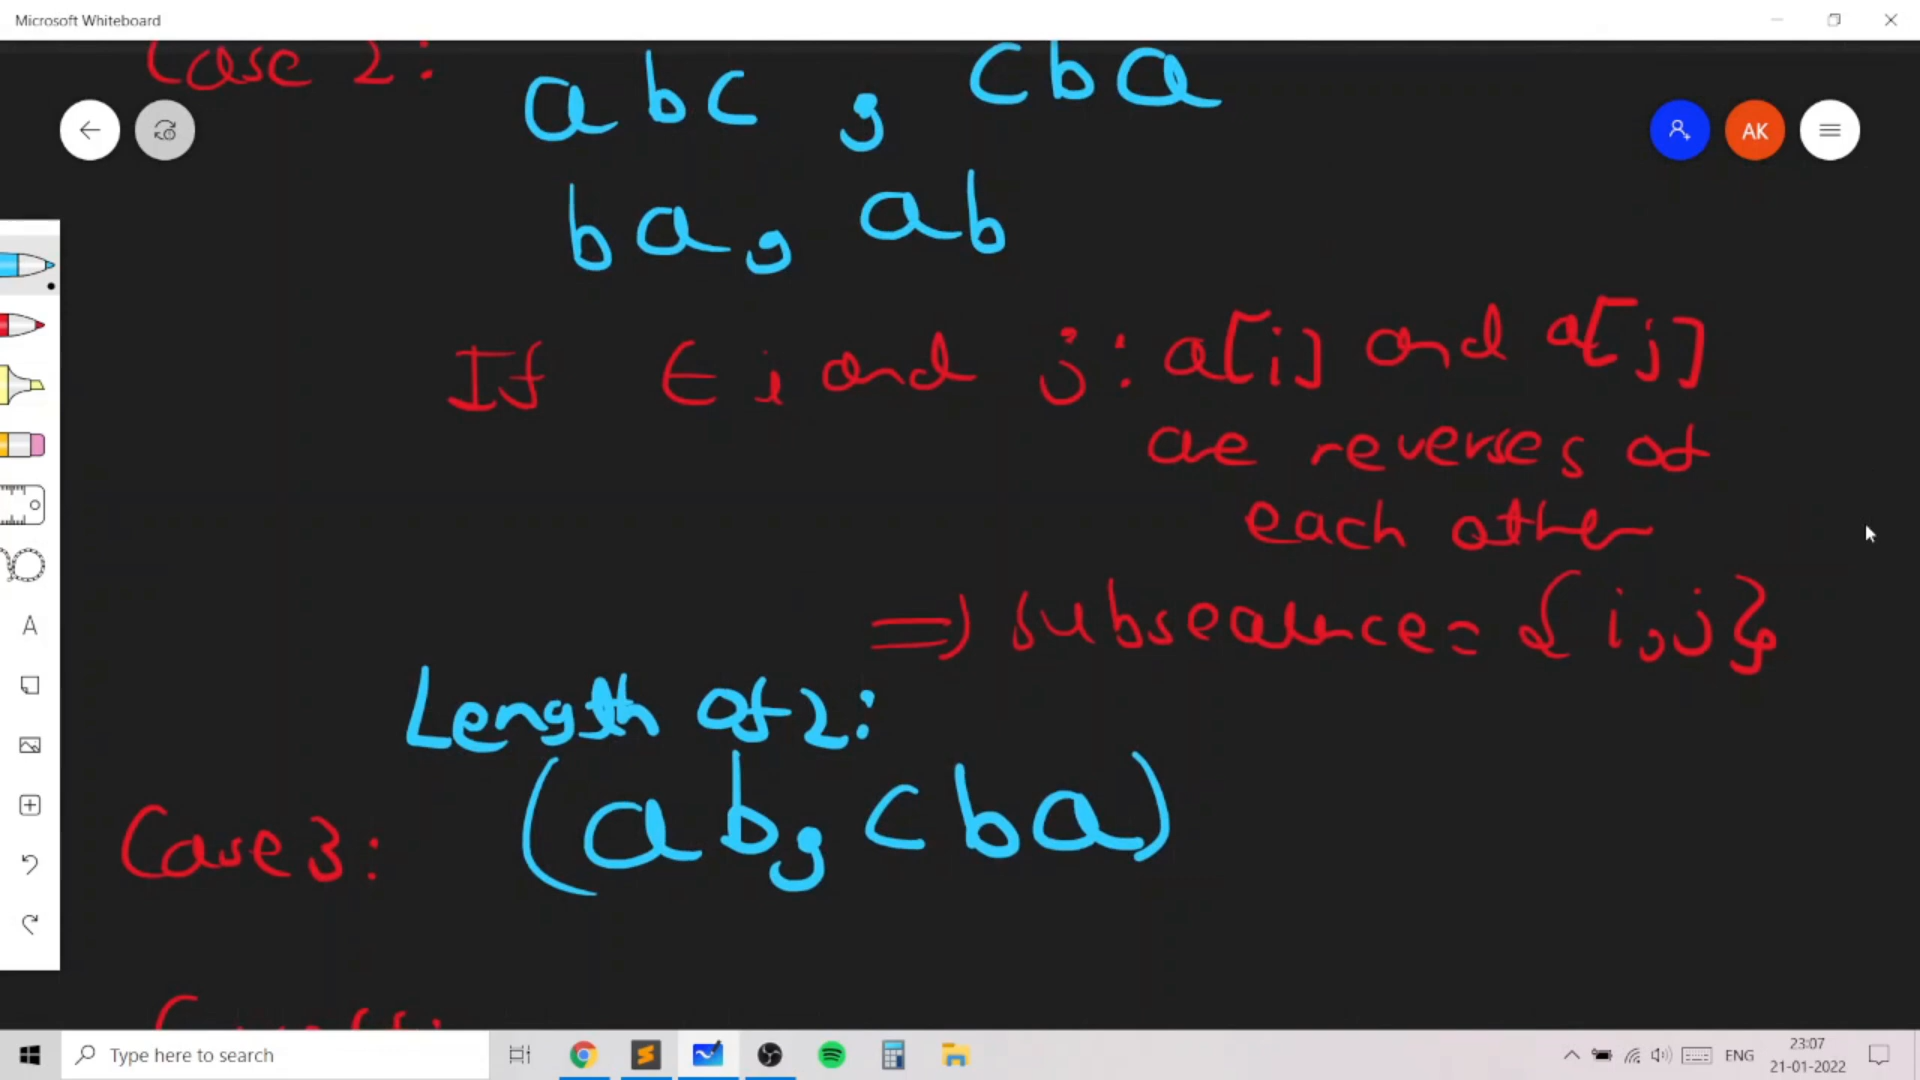 Microsoft Whiteboard
Case 2:
abc, cba
AK
ba, ab
If ∈ i and j: a[i] and a[j]
are reverses of
each other
=> subsequence = {i,j}
A
Length of 2:
Case 3: (ab, cba)
Type here to search
ENG
23:07
21-01-2022